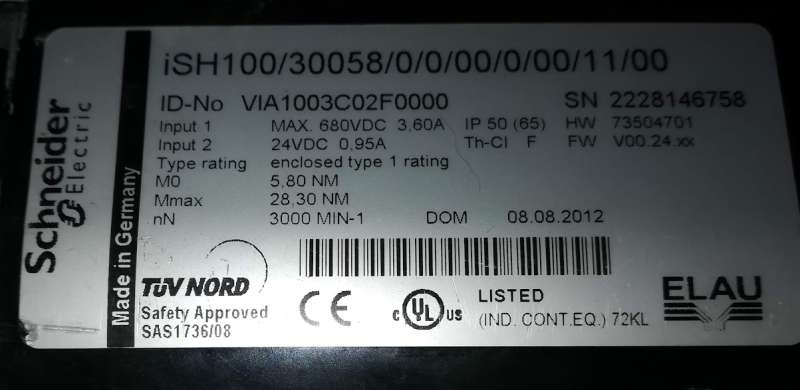 Schneider Electric
Made in Germany
iSH100/30058/0/0/00/0/00/11/00
ID-No VIA1003C02F0000 SN 2228146758
Input 1 MAX. 680VDC 3,60A IP 50 (65) HW 73504701
Input 2 24VDC 0,95A Th-Cl F FW V00.24.xx
Type rating enclosed type 1 rating
M0 5,80 NM
Mmax 28,30 NM
nN 3000 MIN-1 DOM 08.08.2012
TÜV NORD
Safety Approved
SAS1736/08
CE
c UL us
LISTED
(IND. CONT.EQ.) 72KL
ELAU